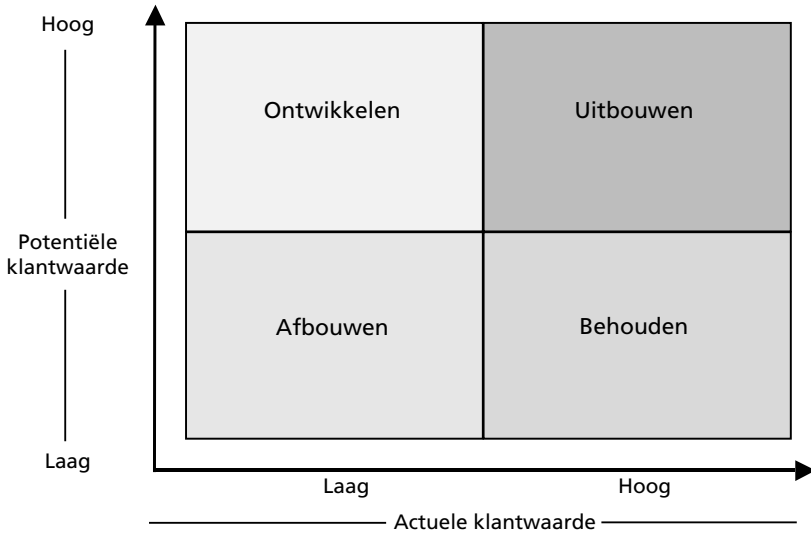 Hoog
Ontwikkelen
Uitbouwen
Potentiële
klantwaarde
Afbouwen
Behouden
Laag
Laag
Hoog
Actuele klantwaarde